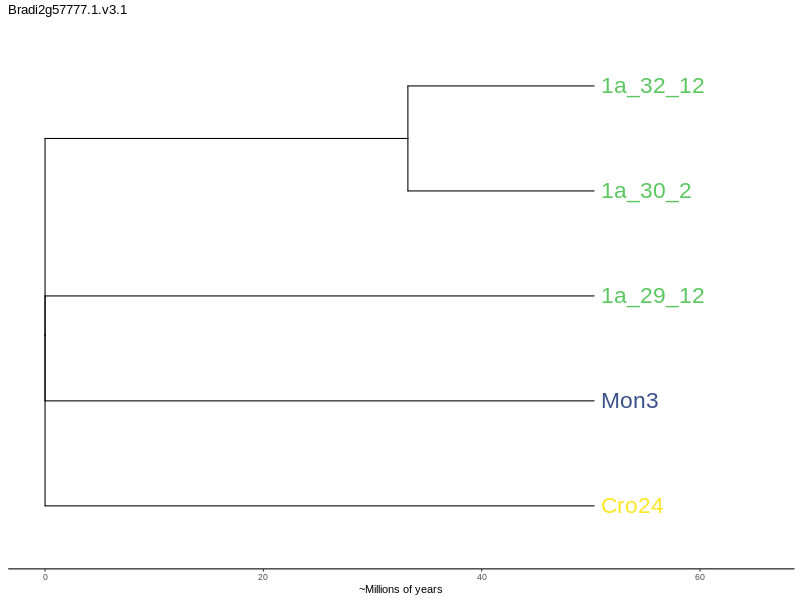 Bradi2g57777.1.v3.1
1a_32_12
1a_30_2
1a_29_12
Mon3
Cro24
0 20 40 60
~Millions of years